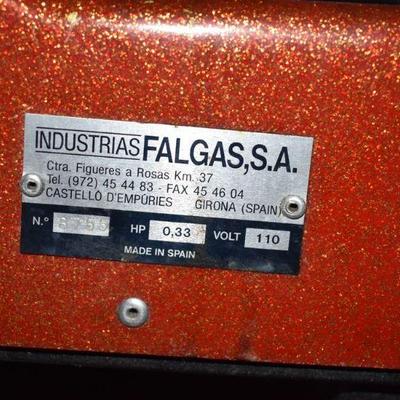 INDUSTRIAS FALGAS, S.A.
Ctra. Figueres a Rosas Km. 37
Tel. (972) 45 44 83 - FAX 45 46 04
CASTELLÓ D'EMPÚRIES GIRONA (SPAIN)
N.º HP 0,33 VOLT 110
MADE IN SPAIN